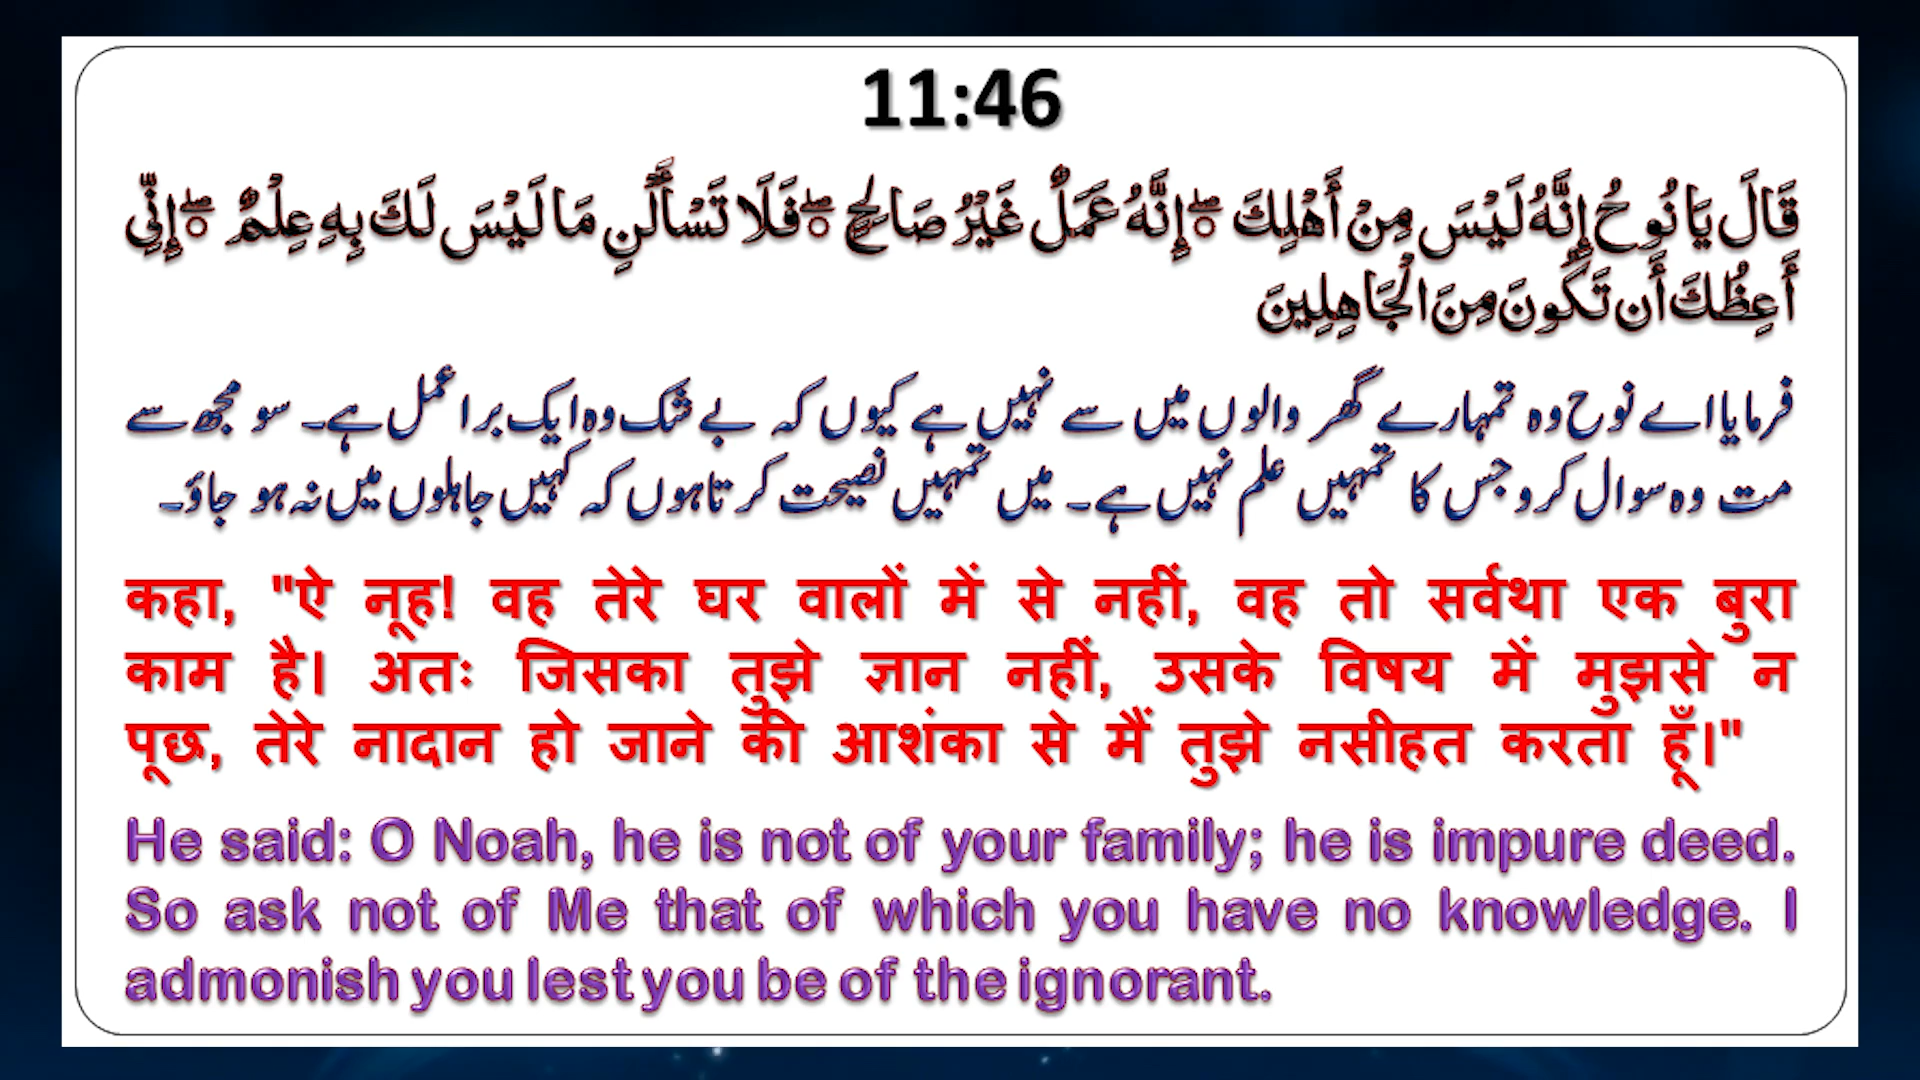 11:46
قَالَ يَا نُوحُ إِنَّهُ لَيْسَ مِنْ أَهْلِكَ ۖ إِنَّهُ عَمَلٌ غَيْرُ صَالِحٍ ۖ فَلَا تَسْأَلْنِ مَا لَيْسَ لَكَ بِهِ عِلْمٌ ۖ إِنِّي
أَعِظُكَ أَن تَكُونَ مِنَ الْجَاهِلِينَ
فرمایا اے نوح وہ تمہارے گھر والوں میں سے نہیں ہے کیوں کہ بے شک وہ ایک برا عمل ہے۔ سو مجھ سے
مت وہ سوال کرو جس کا تمہیں علم نہیں ہے۔ میں تمہیں نصیحت کرتا ہوں کہ کہیں جاہلوں میں نہ ہو جاؤ۔
कहा, "ऐ नूह! वह तेरे घर वालों में से नहीं, वह तो सर्वथा एक बुरा
काम है। अतः जिसका तुझे ज्ञान नहीं, उसके विषय में मुझसे न
पूछ, तेरे नादान हो जाने की आशंका से मैं तुझे नसीहत करता हूँ।"
He said: O Noah, he is not of your family; he is impure deed.
So ask not of Me that of which you have no knowledge. I
admonish you lest you be of the ignorant.